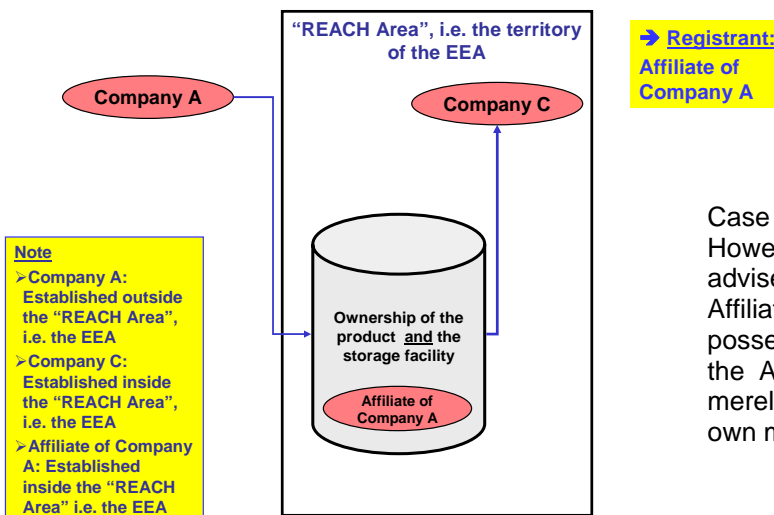 “REACH Area”, i.e. the territory
of the EEA
➔ Registrant:
Affiliate of
Company A
Company A
Company C
Note
➢Company A:
Established outside
the “REACH Area”,
i.e. the EEA
➢Company C:
Established inside
the “REACH Area”,
i.e. the EEA
➢Affiliate of Company
A: Established
inside the “REACH
Area” i.e. the EEA
Ownership of the
product and the
storage facility
Affiliate of
Company A
Case
Howe
advise
Affiliat
posse
the A
merel
own m